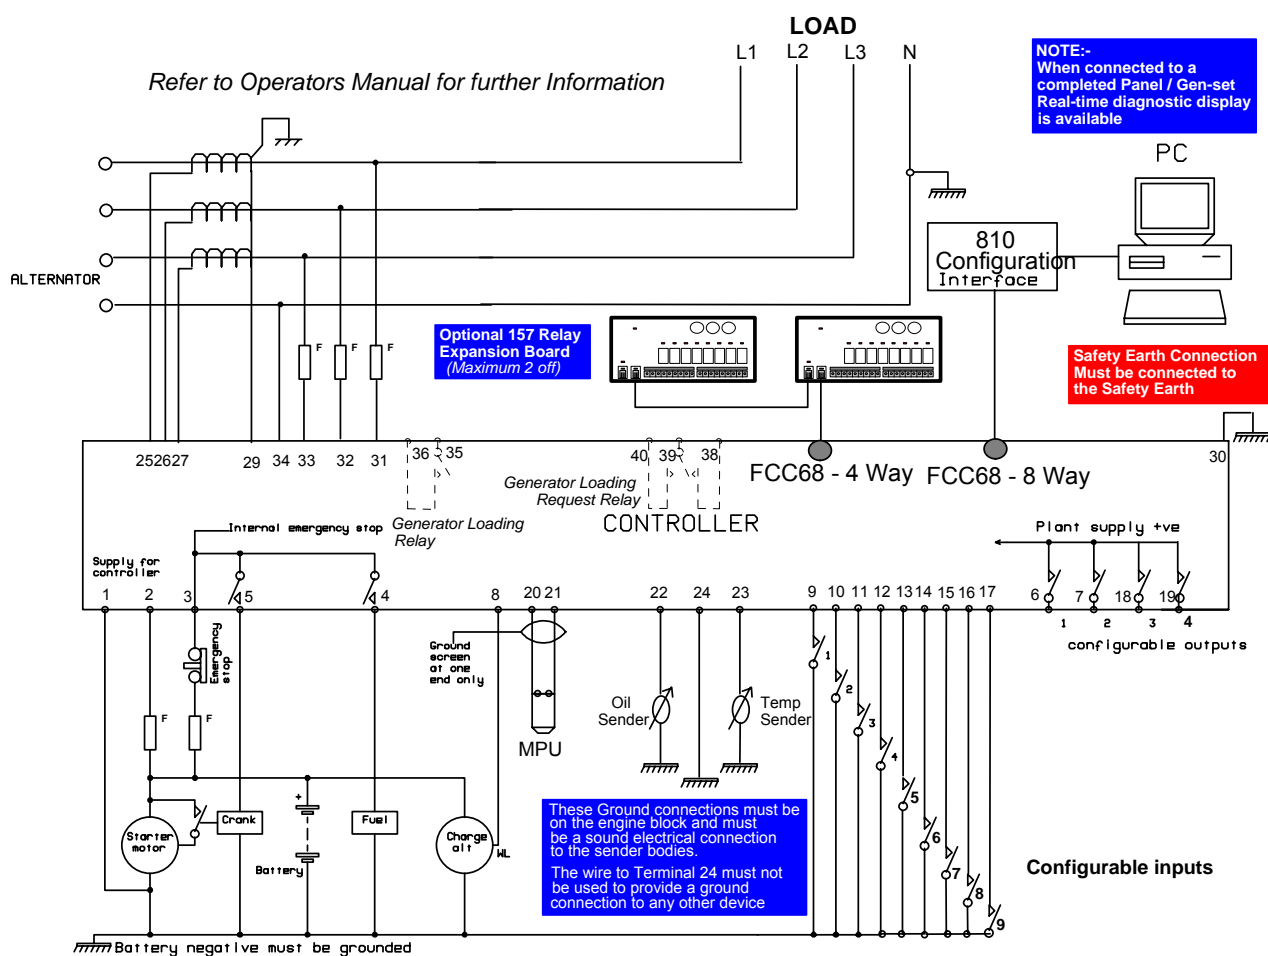 LOAD
L1 L2 L3 N
Refer to Operators Manual for further Information
NOTE:-
When connected to a
completed Panel / Gen-set
Real-time diagnostic display
is available
PC
810
Configuration
Interface
ALTERNATOR
F F F
Optional 157 Relay
Expansion Board
(Maximum 2 off)
Safety Earth Connection
Must be connected to
the Safety Earth
25 26 27 29 34 33 32 31 36 35 40 39 38 30
FCC68 - 4 Way
FCC68 - 8 Way
Generator Loading
Request Relay
Generator Loading
Relay
CONTROLLER
Internal emergency stop
Plant supply +ve
Supply for
controller
1 2 3 5 4 8 20 21 22 24 23 9 10 11 12 13 14 15 16 17 6 7 18 19
1 2 3 4
configurable outputs
Emergency
stop
Ground
screen
at one
end only
F F
MPU
Oil
Sender
Temp
Sender
1
2
3
4
5
6
7
8
9
+
Starter
motor
Crank
Battery
Fuel
Charge
alt
WL
These Ground connections must be
on the engine block and must
be a sound electrical connection
to the sender bodies.
The wire to Terminal 24 must not
be used to provide a ground
connection to any other device
Configurable inputs
Battery negative must be grounded